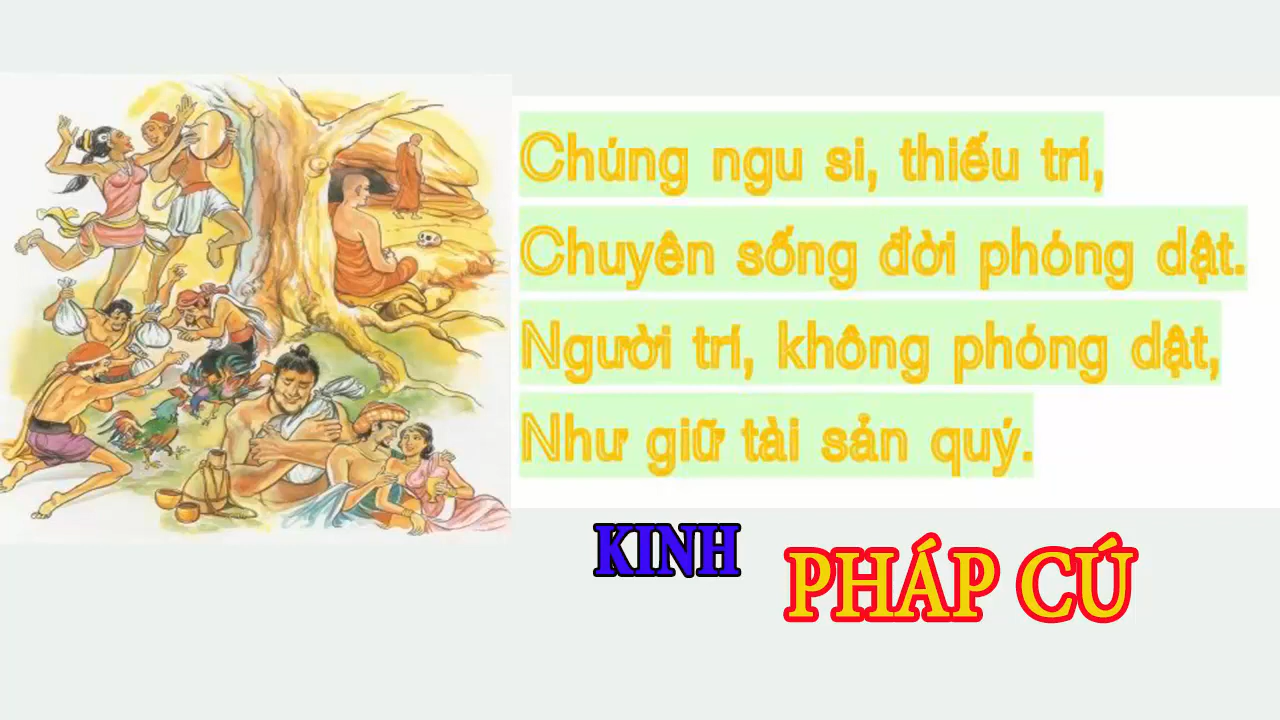 Chúng ngu si, thiếu trí,
Chuyên sống đời phóng dật.
Người trí, không phóng dật,
Như giữ tài sản quý.
KINH
PHÁP CÚ